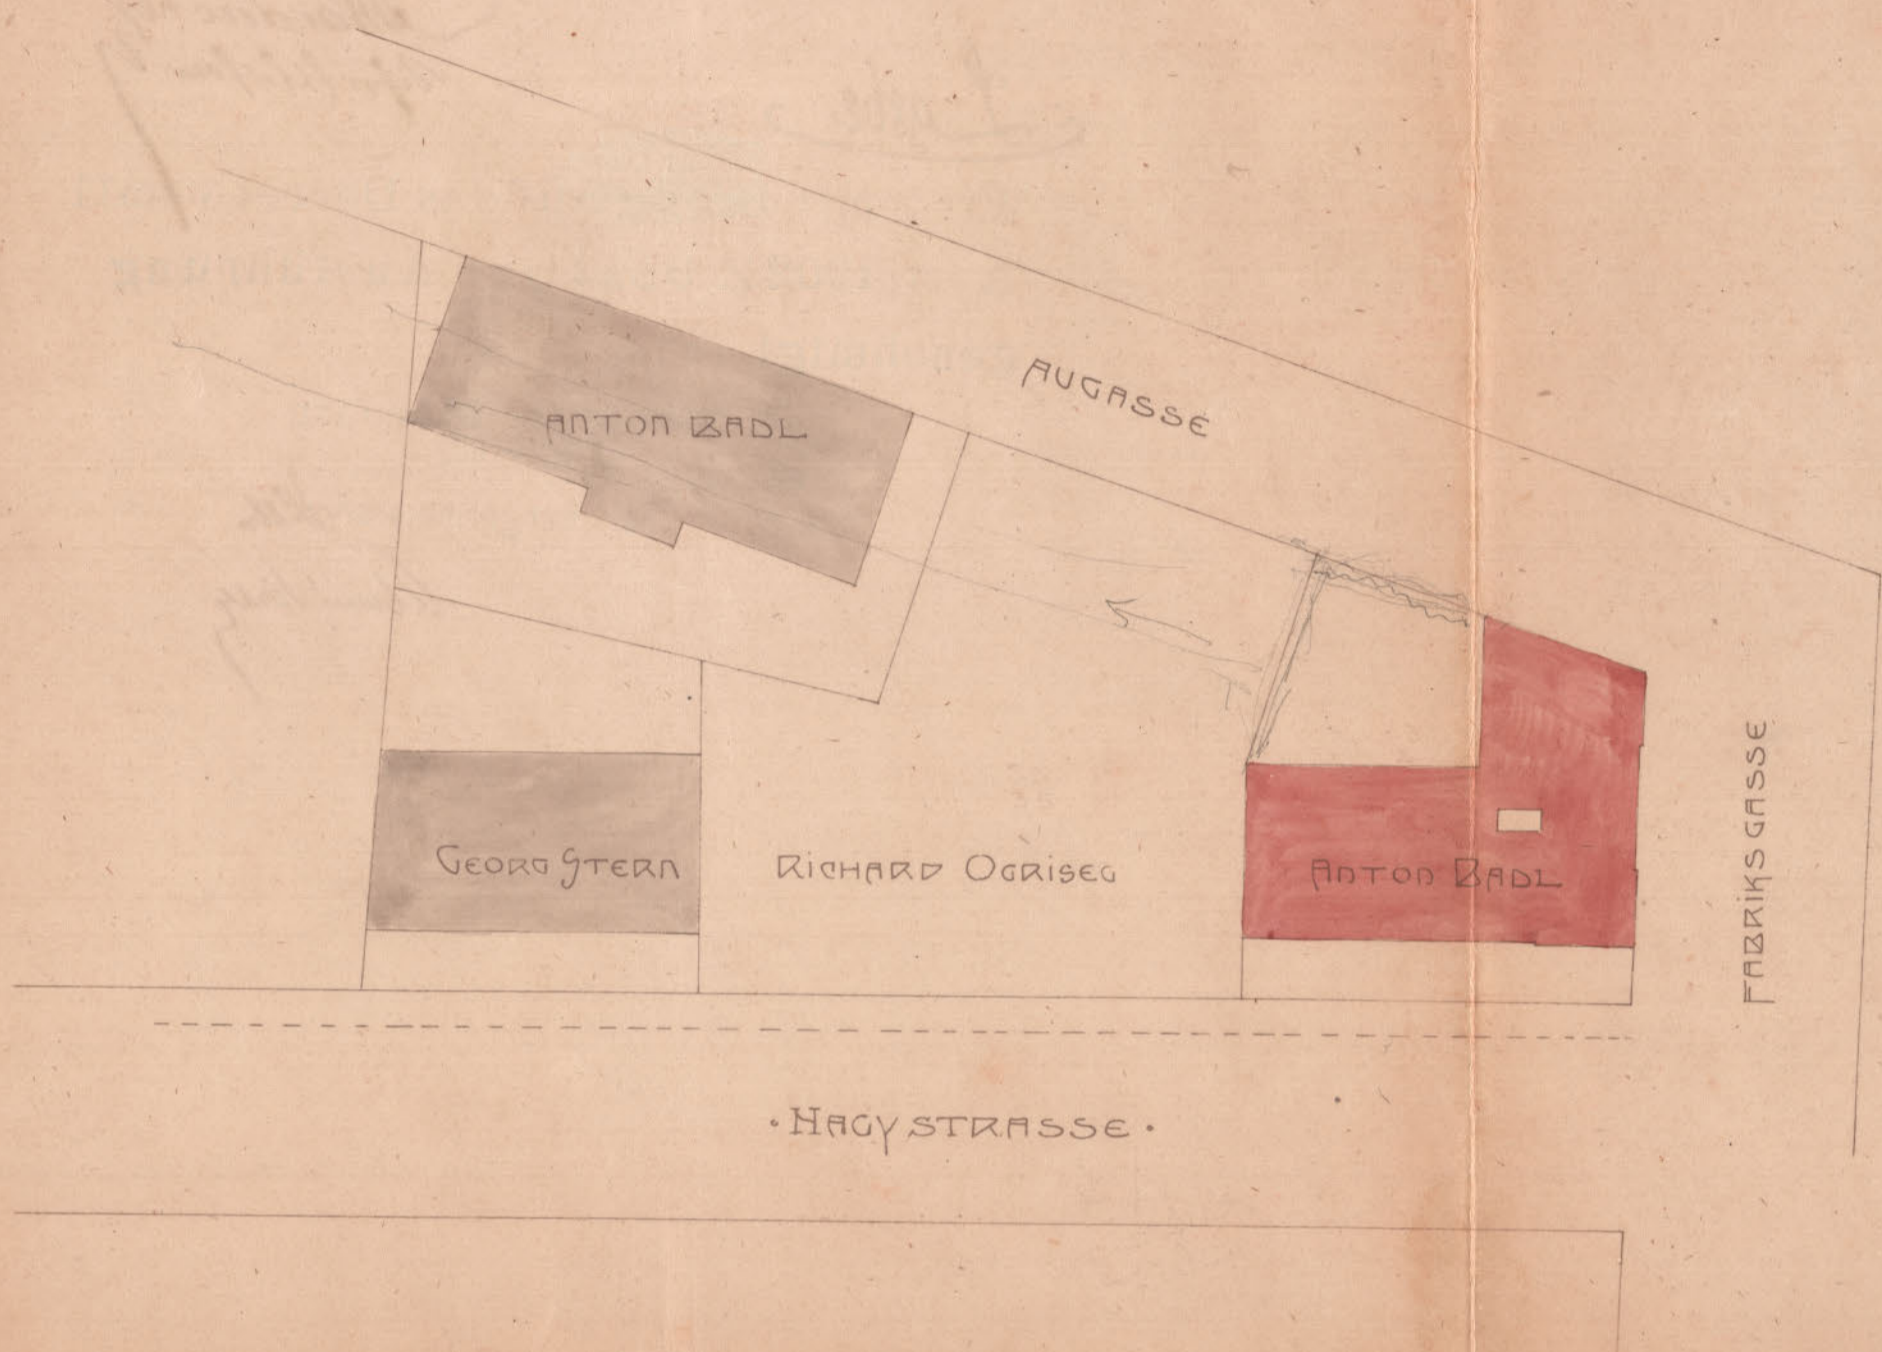 AUGASSE
ANTON BADL
GEORG STERN
RICHARD OGRISEG
ANTON BADL
FABRIKSGASSE
· NAGYSTRASSE ·